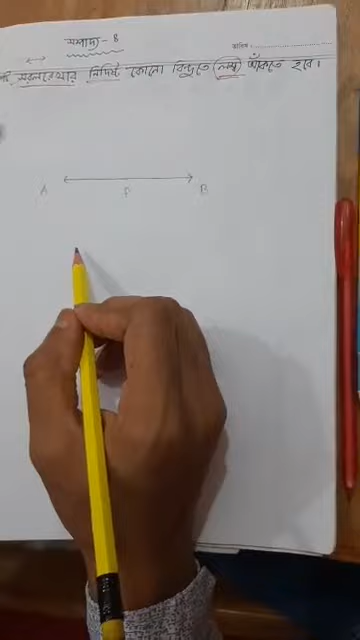 সম্পাদ্য - ৪
তারিখ :
সরলরেখার নির্দিষ্ট কোনো বিন্দুতে লম্ব আঁকতে হবে।
A P B